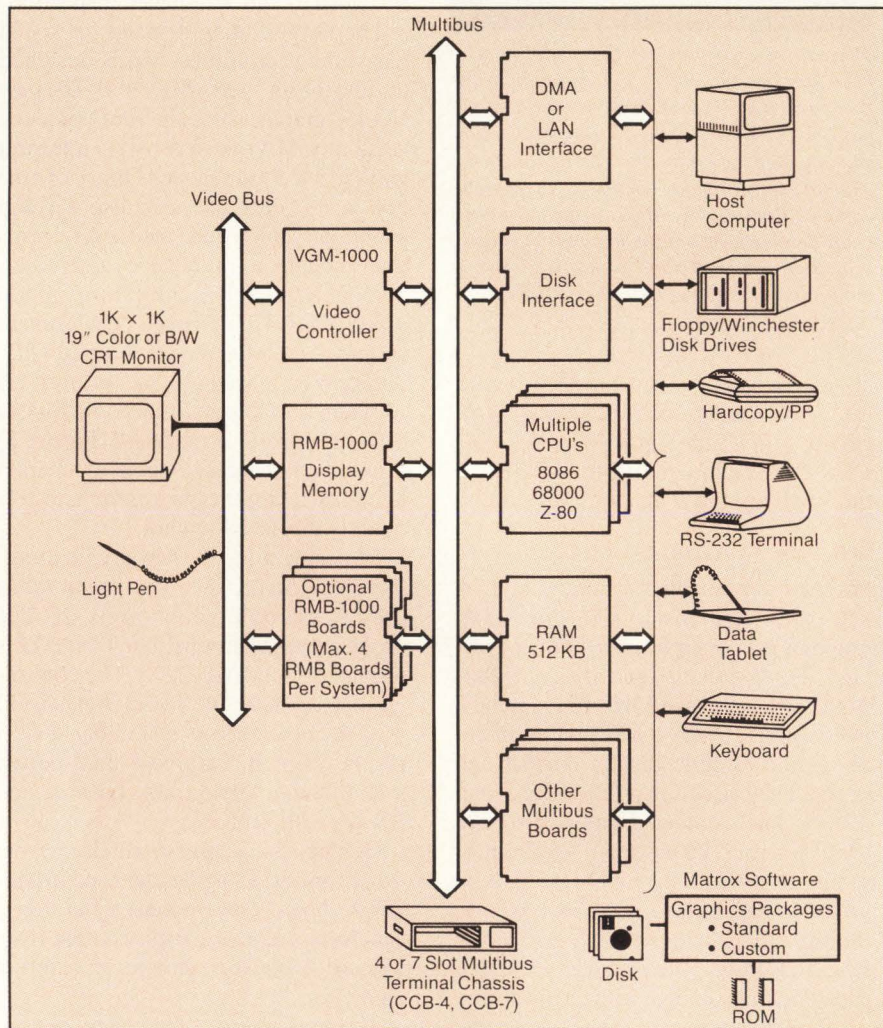 Multibus
DMA
or
LAN
Interface
Host
Computer
Video Bus
VGM-1000
Video
Controller
Disk
Interface
Floppy/Winchester
Disk Drives
1K × 1K
19" Color or B/W
CRT Monitor
Hardcopy/PP
RMB-1000
Display
Memory
Multiple
CPU's
8086
68000
Z-80
RS-232 Terminal
Light Pen
Optional
RMB-1000
Boards
(Max. 4
RMB Boards
Per System)
RAM
512 KB
Data
Tablet
Keyboard
Other
Multibus
Boards
Matrox Software
Graphics Packages
• Standard
• Custom
Disk
ROM
4 or 7 Slot Multibus
Terminal Chassis
(CCB-4, CCB-7)